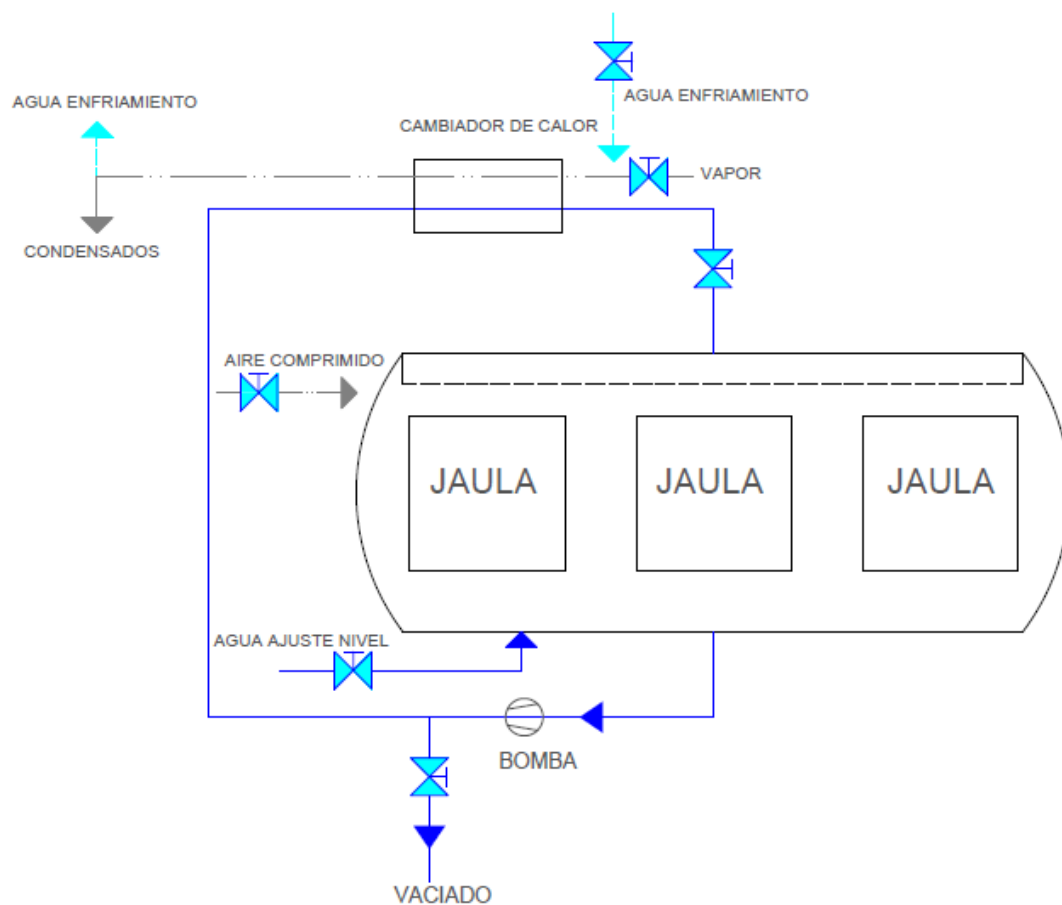 AGUA ENFRIAMIENTO
AGUA ENFRIAMIENTO
CAMBIADOR DE CALOR
VAPOR
CONDENSADOS
AIRE COMPRIMIDO
JAULA
JAULA
JAULA
AGUA AJUSTE NIVEL
BOMBA
VACIADO